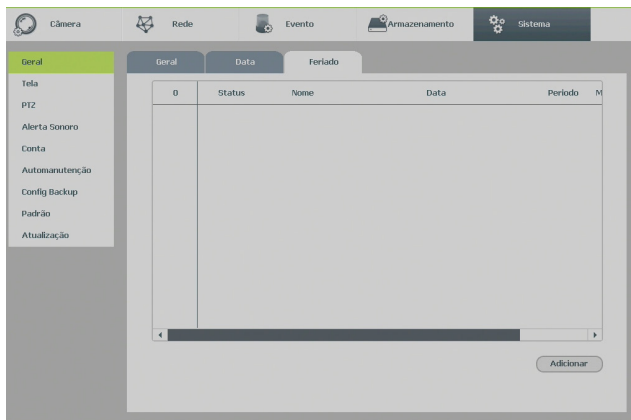 Câmera Rede Evento Armazenamento Sistema
Geral
Tela
PTZ
Alerta Sonoro
Conta
Automanutenção
Config Backup
Padrão
Atualização
Geral Data Feriado
0 Status Nome Data Periodo M
Adicionar